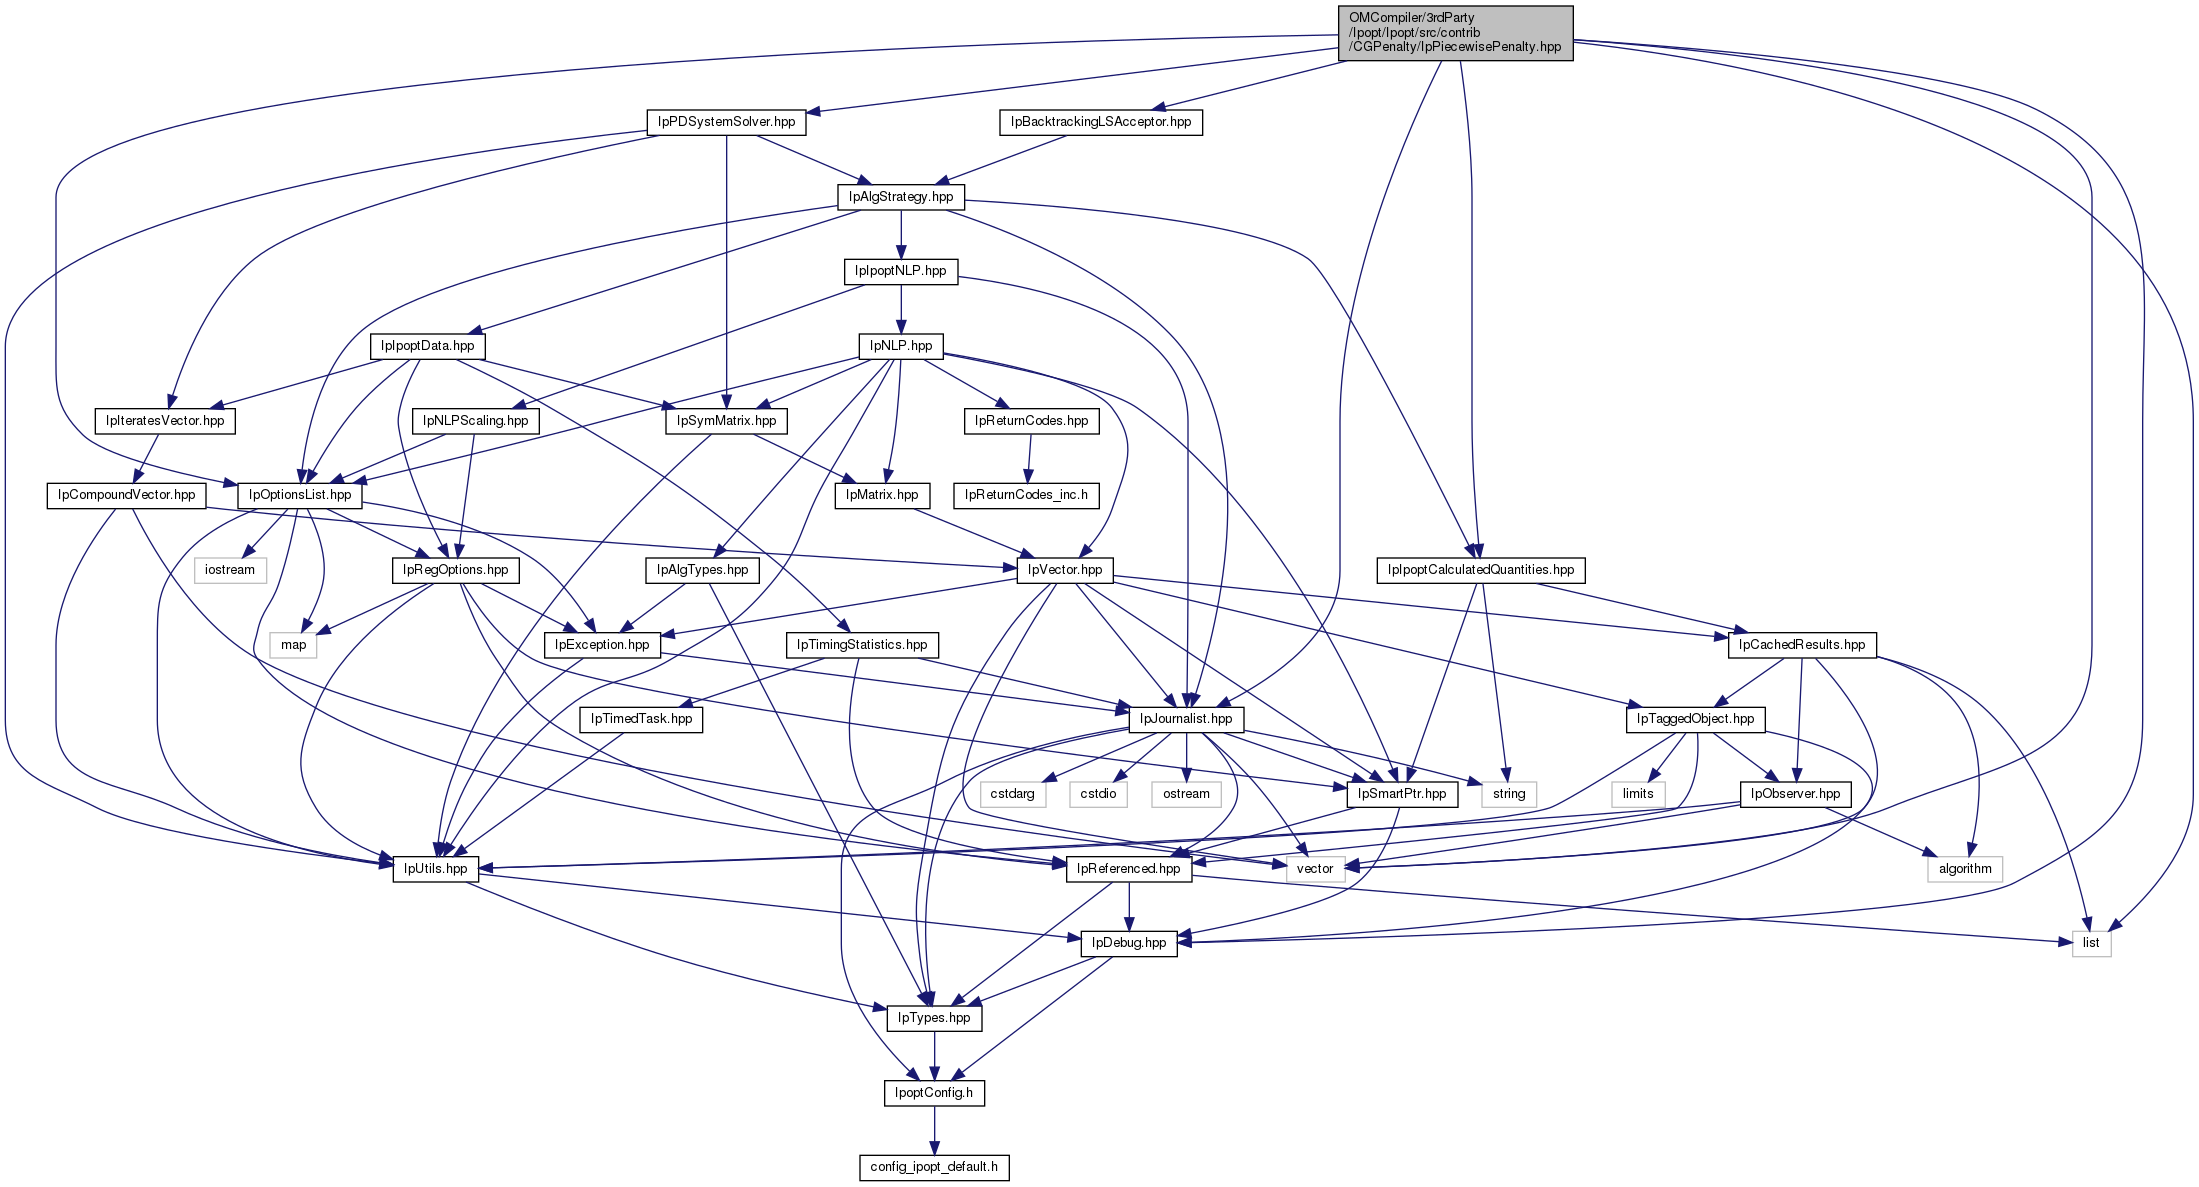 OMCompiler/3rdParty
/Ipopt/Ipopt/src/contrib
/CGPenalty/IpPiecewisePenalty.hpp
IpPDSystemSolver.hpp
IpBacktrackingLSAcceptor.hpp
IpAlgStrategy.hpp
IpIpoptNLP.hpp
IpIpoptData.hpp
IpNLP.hpp
IpIteratesVector.hpp
IpNLPScaling.hpp
IpSymMatrix.hpp
IpReturnCodes.hpp
IpCompoundVector.hpp
IpOptionsList.hpp
IpMatrix.hpp
IpReturnCodes_inc.h
iostream
IpRegOptions.hpp
IpAlgTypes.hpp
IpVector.hpp
IpIpoptCalculatedQuantities.hpp
map
IpException.hpp
IpTimingStatistics.hpp
IpCachedResults.hpp
IpTimedTask.hpp
IpJournalist.hpp
IpTaggedObject.hpp
cstdarg
cstdio
ostream
IpSmartPtr.hpp
string
limits
IpObserver.hpp
IpUtils.hpp
IpReferenced.hpp
vector
algorithm
IpDebug.hpp
list
IpTypes.hpp
IpoptConfig.h
config_ipopt_default.h